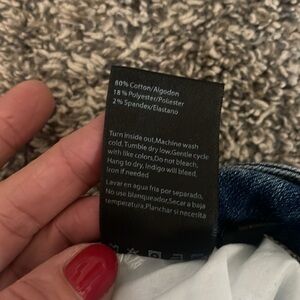 80% Cotton/Algodon
18% Polyester/Poliester
2% Spandex/Elastano
Turn inside out.Machine wash
cold.Tumble dry low.Gentle cycle
with like colors.Do not bleach.
Hang to dry, Indigo will bleed.
Iron if needed
Lavar en agua fria por separado,
No use blanqueador.Secar a baja
temperatura.Planchar si necesita